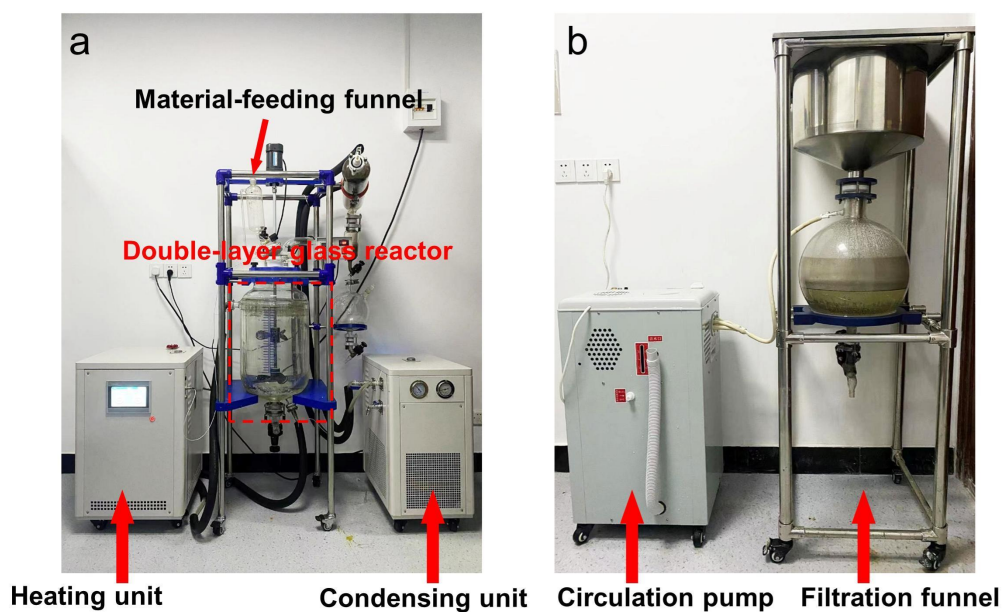 a
b
Material-feeding funnel
Double-layer glass reactor
Heating unit
Condensing unit
Circulation pump
Filtration funnel